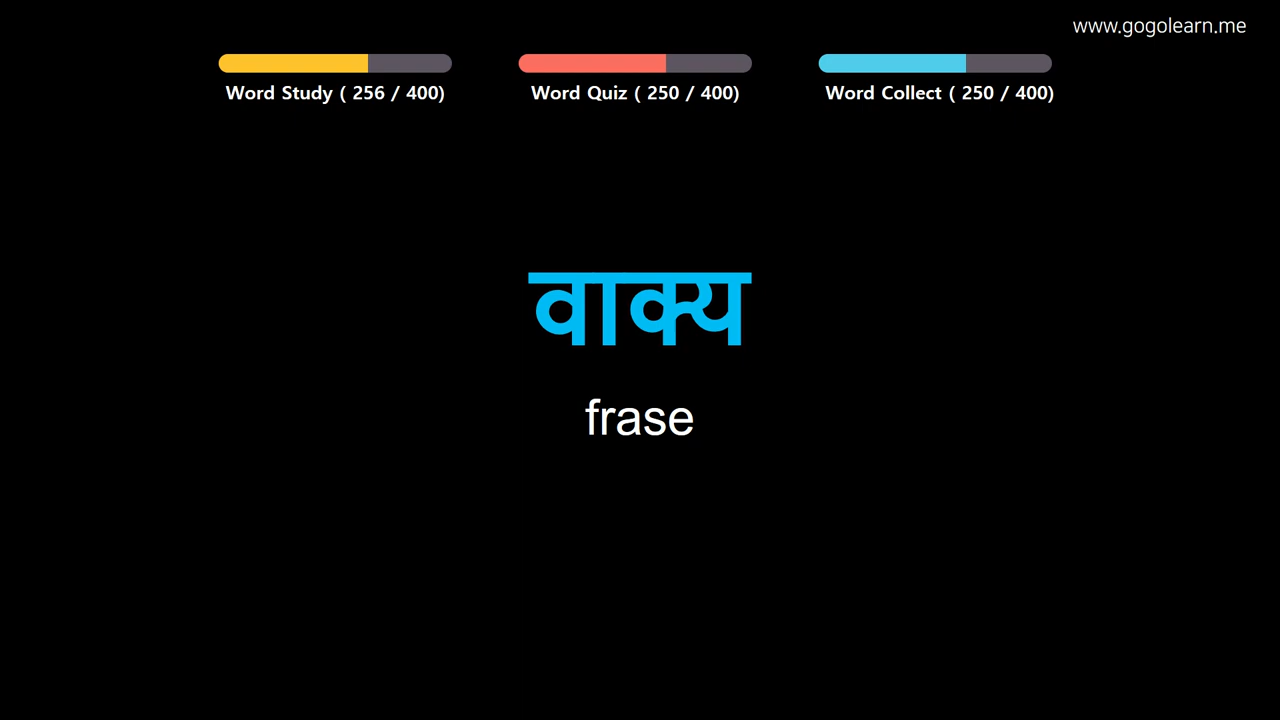 www.gogolearn.me
Word Study ( 256 / 400)
Word Quiz ( 250 / 400)
Word Collect ( 250 / 400)
वाक्य
frase